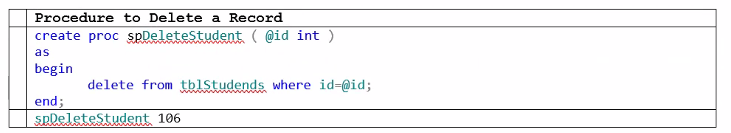 Procedure to Delete a Record
create proc spDeleteStudent ( @id int )
as
begin
delete from tblStudends where id=@id;
end;
spDeleteStudent 106